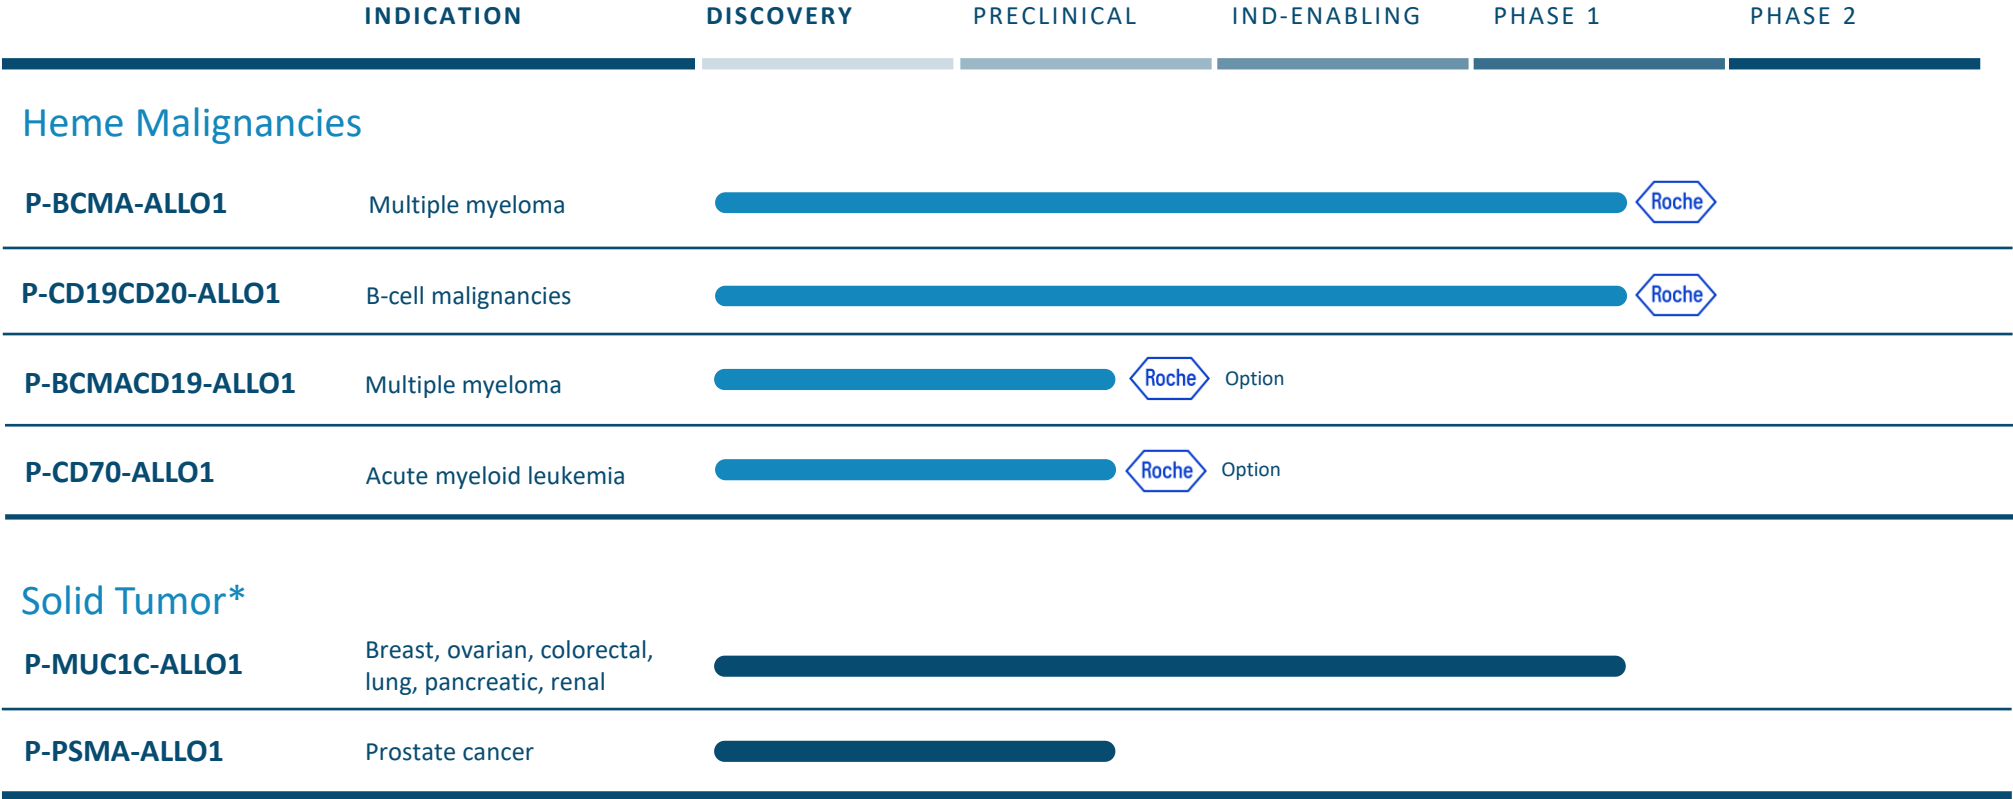 INDICATION DISCOVERY PRECLINICAL IND-ENABLING PHASE 1 PHASE 2
Heme Malignancies
P-BCMA-ALLO1 Multiple myeloma Roche
P-CD19CD20-ALLO1 B-cell malignancies Roche
P-BCMACD19-ALLO1 Multiple myeloma Roche Option
P-CD70-ALLO1 Acute myeloid leukemia Roche Option
Solid Tumor*
P-MUC1C-ALLO1 Breast, ovarian, colorectal,
lung, pancreatic, renal
P-PSMA-ALLO1 Prostate cancer